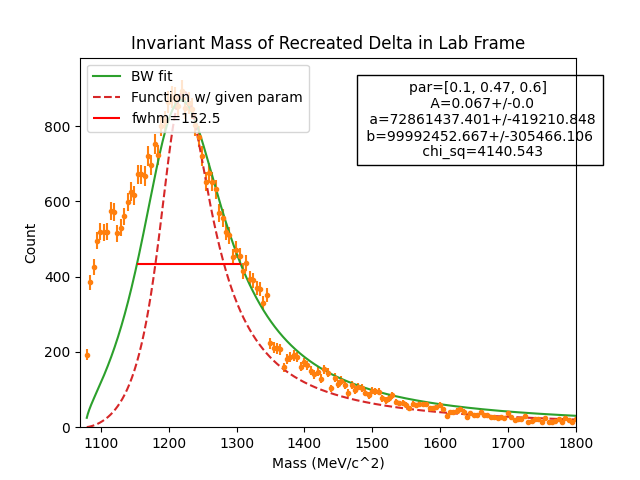 Invariant Mass of Recreated Delta in Lab Frame
BW fit
Function w/ given param
fwhm=152.5
par=[0.1, 0.47, 0.6]
A=0.067+/-0.0
a=72861437.401+/-419210.848
b=99992452.667+/-305466.106
chi_sq=4140.543
Count
800
600
400
200
0
1100 1200 1300 1400 1500 1600 1700 1800
Mass (MeV/c^2)